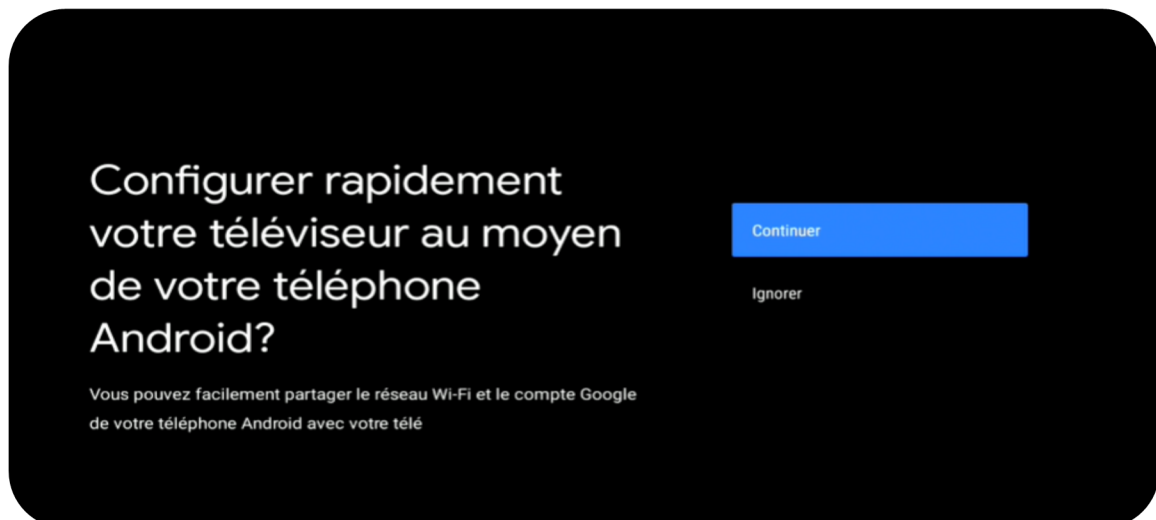 Configurer rapidement
votre téléviseur au moyen
de votre téléphone
Android?
Vous pouvez facilement partager le réseau Wi-Fi et le compte Google
de votre téléphone Android avec votre télé
Continuer
Ignorer